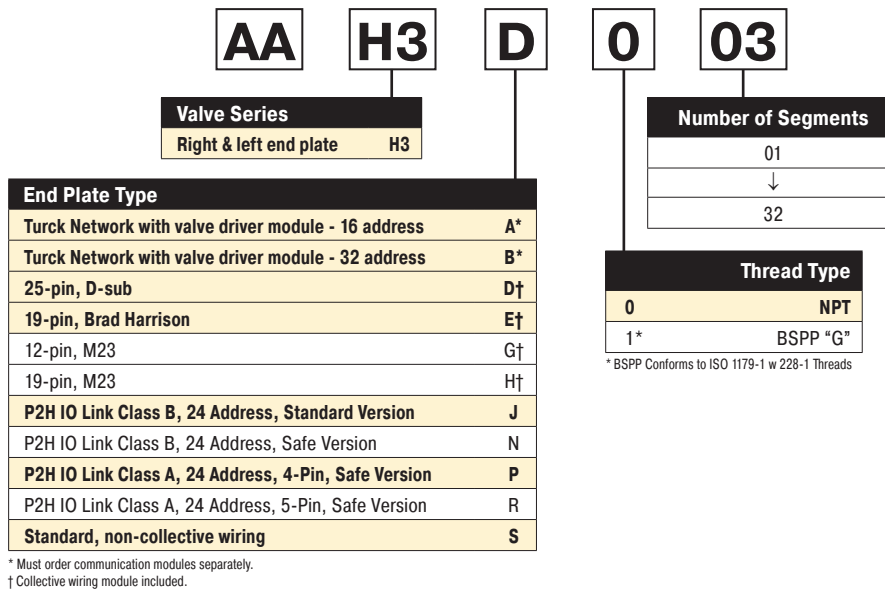 AA H3 D 0 03
Valve Series
Right & left end plate H3
Number of Segments
01
↓
32
End Plate Type
Turck Network with valve driver module - 16 address A*
Turck Network with valve driver module - 32 address B*
25-pin, D-sub D†
19-pin, Brad Harrison E†
12-pin, M23 G†
19-pin, M23 H†
P2H IO Link Class B, 24 Address, Standard Version J
P2H IO Link Class B, 24 Address, Safe Version N
P2H IO Link Class A, 24 Address, 4-Pin, Safe Version P
P2H IO Link Class A, 24 Address, 5-Pin, Safe Version R
Standard, non-collective wiring S
* Must order communication modules separately.
† Collective wiring module included.
Thread Type
0 NPT
1* BSPP “G”
* BSPP Conforms to ISO 1179-1 w 228-1 Threads